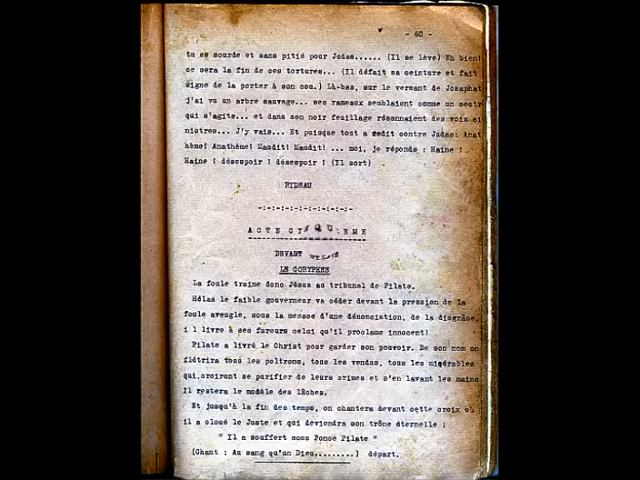 - 60 -
tu es sourde et sans pitié pour Judas...... (Il se lève) Eh bien!
ce sera la fin de ces tortures... (Il défait sa ceinture et fait
signe de la porter à son cou.) Là-bas, sur le versant de Josaphat
j'ai vu un arbre sauvage... ses rameaux semblaient comme un
qui s'agite... et dans son noir feuillage résonnaient des voix si
nistres... J'y vais... Et puisque tout a contre Judas: Anat
hème! Anathème! Maudit! Maudit! ... moi, je réponds : Haine !
Haine ! désespoir ! désespoir ! (Il sort)
RIDEAU
-:-:-:-:-:-:-:-:-:-:-
ACTE CINQUIEME
DEVANT PILATE
LE CORYPHEE
La foule traine donc Jésus au tribunal de Pilate.
Hélas le faible gouverneur va céder devant la pression de la
foule aveugle, sous la menace d'une dénonciation, de la disgrâce,
il livre à ses fureurs celui qu'il proclame innocent!
Pilate a livré le Christ pour garder son pouvoir. De son nom on
flétrira tous les poltrons, tous les vendus, tous les misérables
qui croiront se purifier de leurs crimes et s'en lavant les mains
Il restera le modèle des lâches.
Et jusqu'à la fin des temps, on chantera devant cette croix où
il a cloué le Juste et qui deviendra son trône éternelle :
" Il a souffert sous Ponce Pilate "
(Chant : Au sang qu'un Dieu.........) départ.